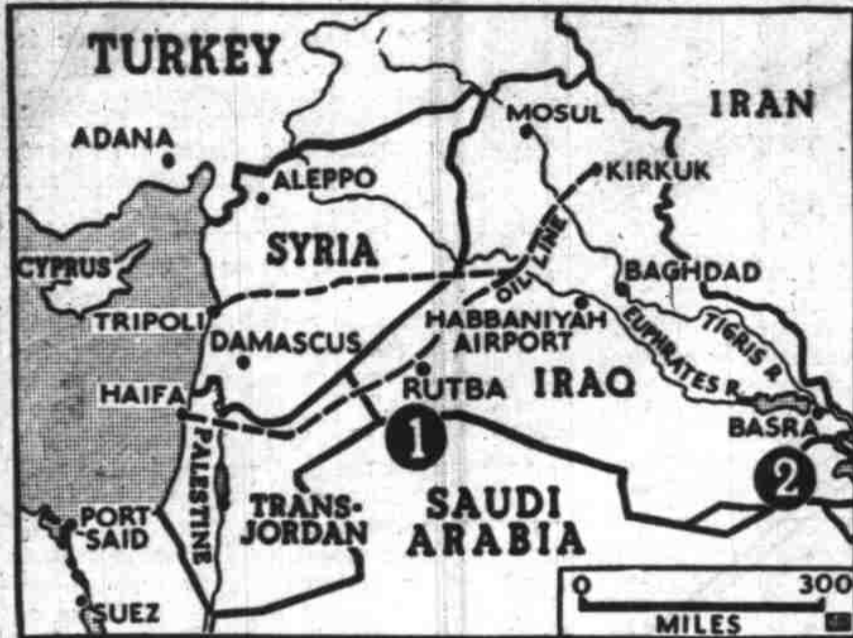 TURKEY
ADANA
MOSUL
IRAN
ALEPPO
KIRKUK
SYRIA
OIL LINE
CYPRUS
BAGHDAD
TRIPOLI
HABBANIYAH
AIRPORT
DAMASCUS
EUPHRATES R.
TIGRIS R
HAIFA
RUTBA
IRAQ
BASRA
1
2
PALESTINE
TRANS-
JORDAN
SAUDI
ARABIA
PORT
SAID
SUEZ
0 300
MILES